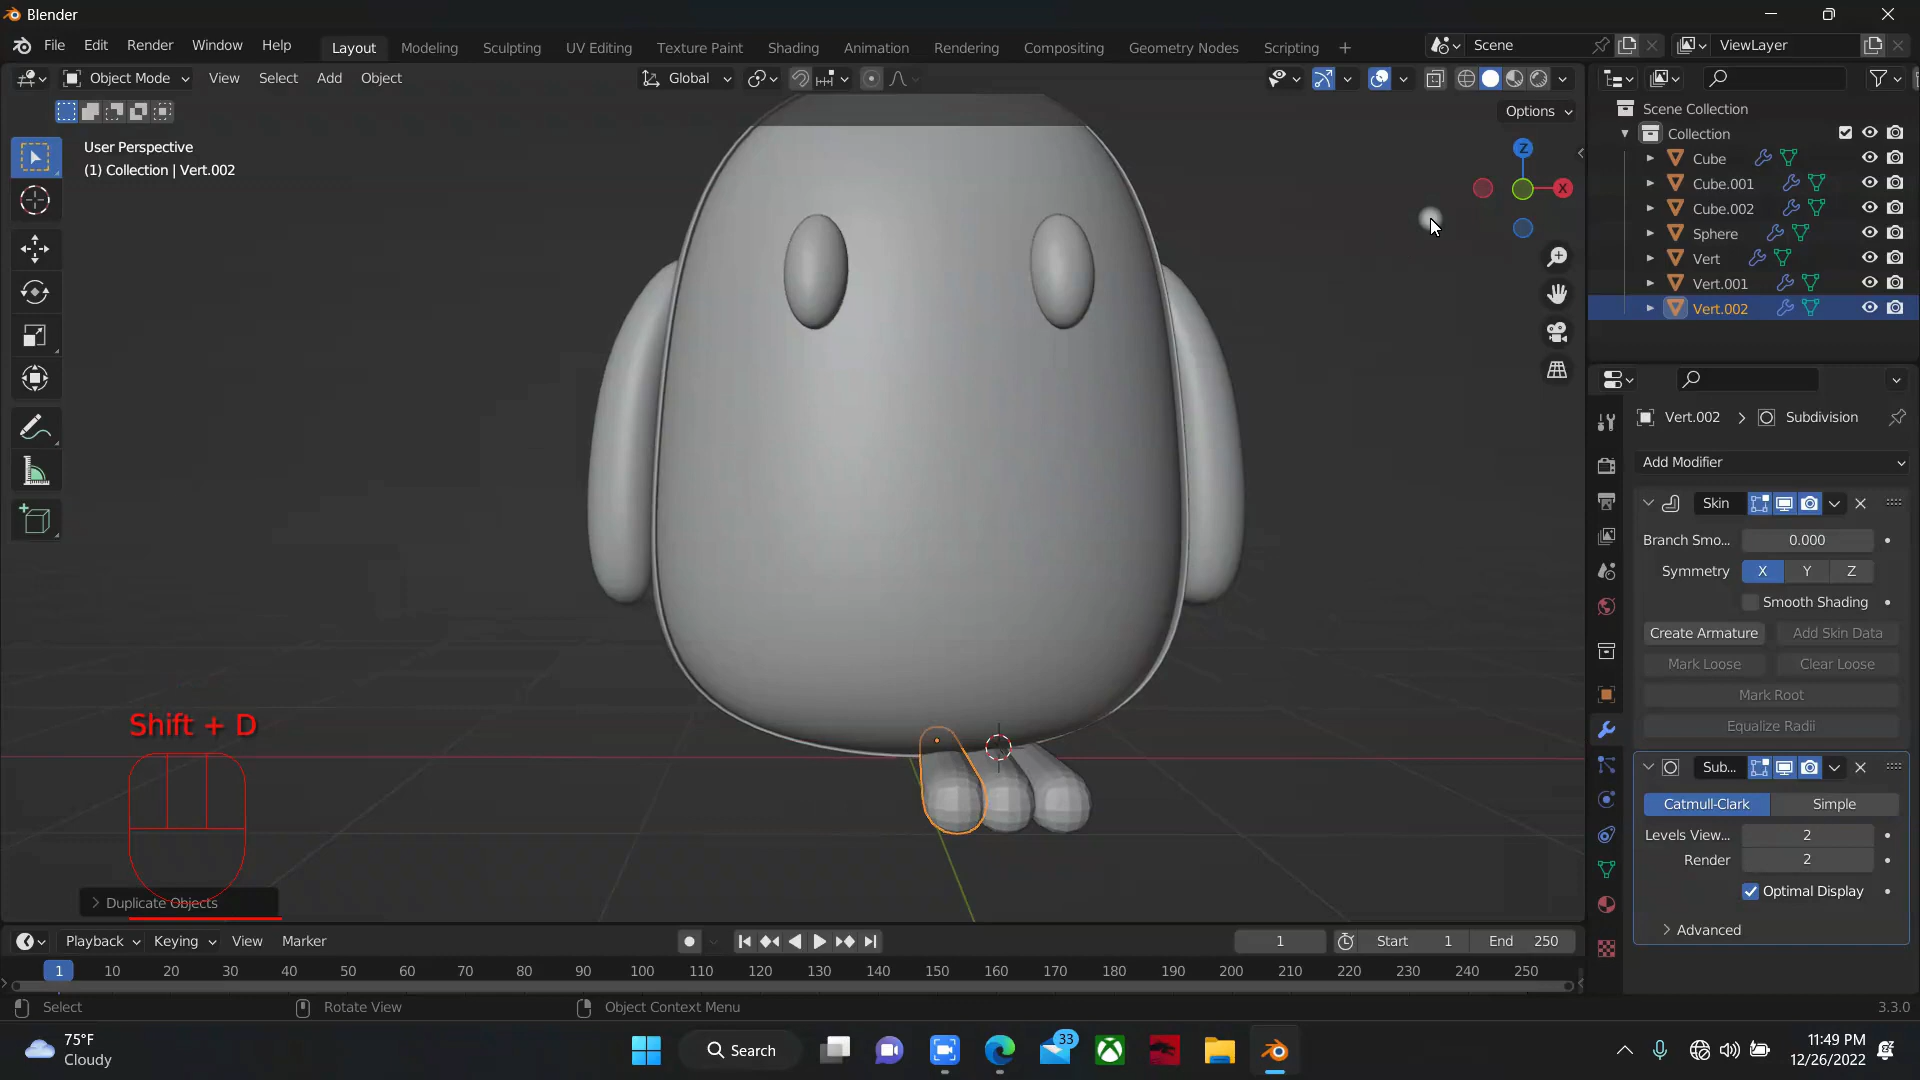 Blender
File Edit Render Window Help
Layout Modeling Sculpting UV Editing Texture Paint Shading Animation Rendering Compositing Geometry Nodes Scripting +
Scene
ViewLayer
Object Mode View Select Add Object
Global
Options
User Perspective
(1) Collection | Vert.002
Z
X
Scene Collection
Collection
Cube
Cube.001
Cube.002
Sphere
Vert
Vert.001
Vert.002
Vert.002 > Subdivision
Add Modifier
Skin
Branch Smo... 0.000
Symmetry X Y Z
Smooth Shading
Create Armature Add Skin Data
Mark Loose Clear Loose
Mark Root
Equalize Radii
Sub...
Catmull-Clark Simple
Levels View... 2
Render 2
Optimal Display
Advanced
Shift + D
Duplicate Objects
Playback Keying View Marker
1 Start 1 End 250
1 10 20 30 40 50 60 70 80 90 100 110 120 130 140 150 160 170 180 190 200 210 220 230 240 250
Select Rotate View Object Context Menu
3.3.0
75°F
Cloudy
Search
33
11:49 PM
12/26/2022